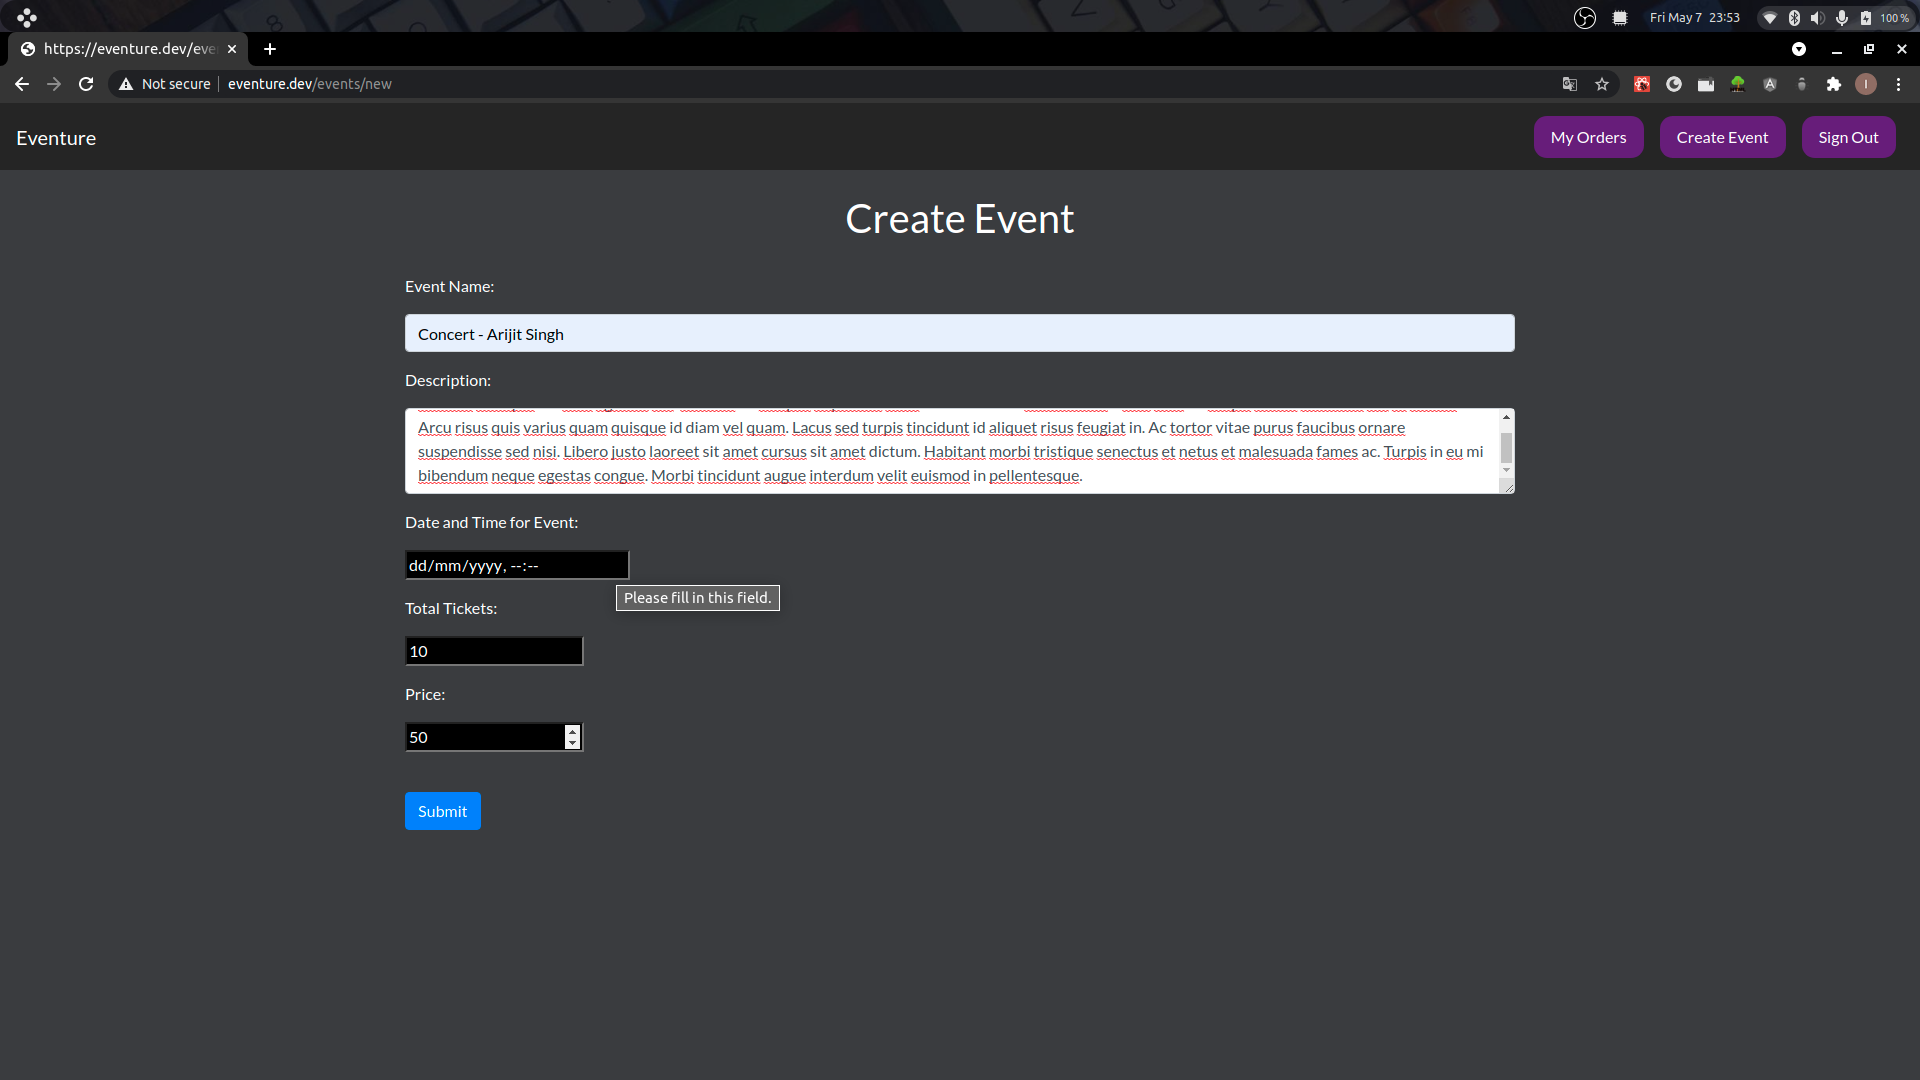 Fri May 7 23:53
100 %
https://eventure.dev/eve
Not secure
eventure.dev/events/new
I
Eventure
My Orders
Create Event
Sign Out
Create Event
Event Name:
Concert - Arijit Singh
Description:
Arcu risus quis varius quam quisque id diam vel quam. Lacus sed turpis tincidunt id aliquet risus feugiat in. Ac tortor vitae purus faucibus ornare
suspendisse sed nisi. Libero justo laoreet sit amet cursus sit amet dictum. Habitant morbi tristique senectus et netus et malesuada fames ac. Turpis in eu mi
bibendum neque egestas congue. Morbi tincidunt augue interdum velit euismod in pellentesque.
Date and Time for Event:
dd/mm/yyyy, --:--
Please fill in this field.
Total Tickets:
10
Price:
50
Submit